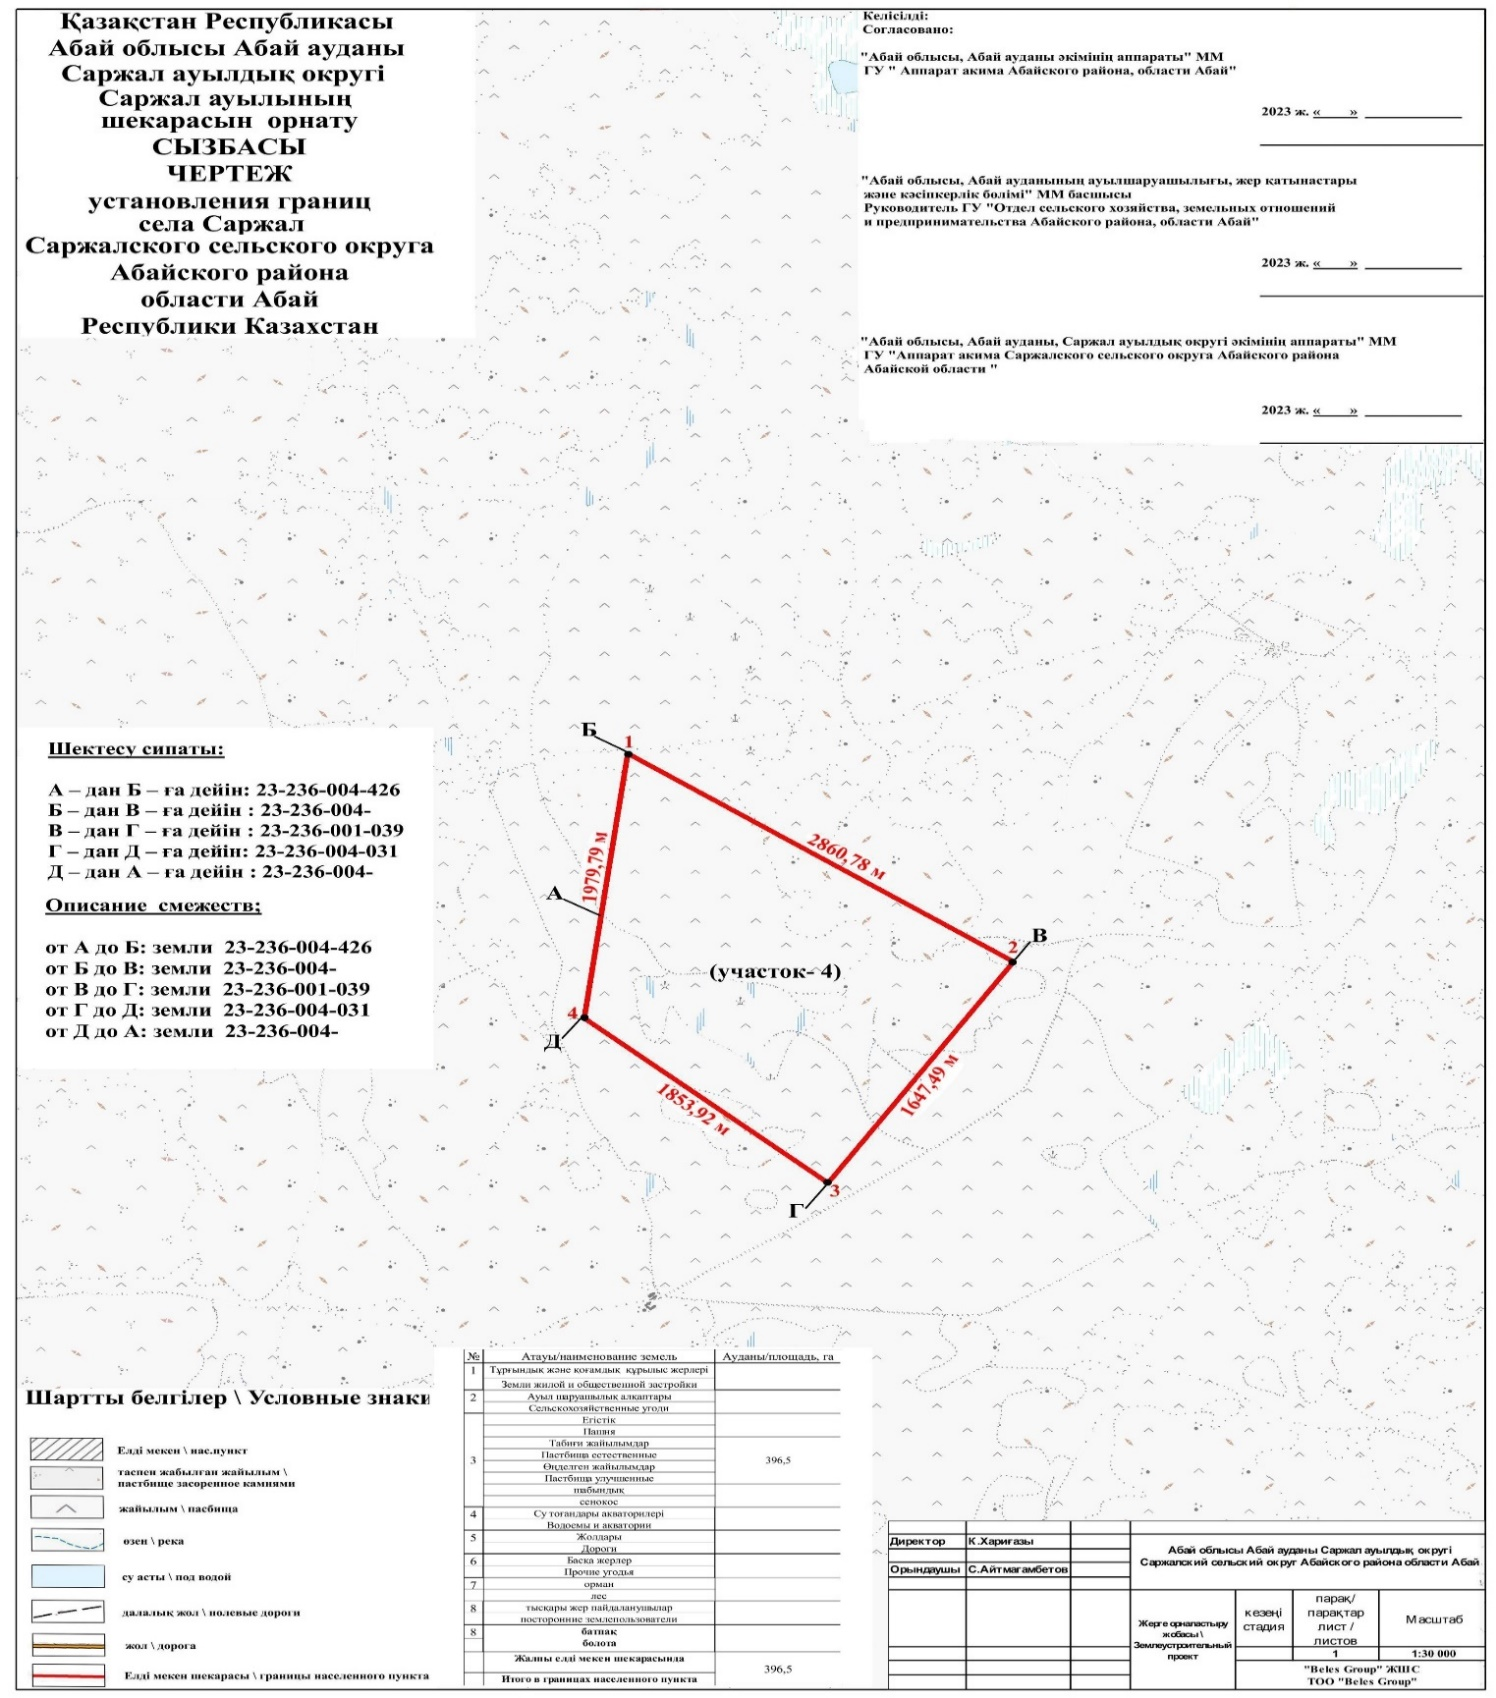 Қазақстан Республикасы
Абай облысы Абай ауданы
Саржал ауылдық округі
Саржал ауылының
шекарасын орнату
СЫЗБАСЫ
ЧЕРТЕЖ
установления границ
села Саржал
Саржалского сельского округа
Абайского района
области Абай
Республики Казахстан
Келісілді:
Согласовано:
"Абай облысы, Абай ауданы әкімінің аппараты" ММ
ГУ " Аппарат акима Абайского района, области Абай"
2023 ж. «___» ___
"Абай облысы, Абай ауданының ауылшаруашылығы, жер қатынастары
және кәсіпкерлік бөлімі" ММ басшысы
Руководитель ГУ "Отдел сельского хозяйства, земельных отношений
и предпринимательства Абайского района, области Абай"
2023 ж. «___» ___
"Абай облысы, Абай ауданы, Саржал ауылдық округі әкімінің аппараты" ММ
ГУ "Аппарат акима Саржалского сельского округа Абайского района
Абайской области "
2023 ж. «___» ___
Шектесу сипаты:
А – дан Б – ға дейін: 23-236-004-426
Б – дан В – ға дейін : 23-236-004-
В – дан Г – ға дейін : 23-236-001-039
Г – дан Д – ға дейін: 23-236-004-031
Д – дан А – ға дейін : 23-236-004-
Описание смежеств;
от А до Б: земли 23-236-004-426
от Б до В: земли 23-236-004-
от В до Г: земли 23-236-001-039
от Г до Д: земли 23-236-004-031
от Д до А: земли 23-236-004-
Б
1
2860,78 м
1979,79 м
А
2
В
(участок- 4)
4
Д
1853,92 м
1647,49 м
3
Г
Шартты белгілер \ Условные знаки
Елді мекен \ нас.пункт
таспен жабылған жайылым \
пастбище засоренное камнями
жайылым \ пасбища
өзен \ река
су асты \ под водой
далалық жол \ полевые дороги
жол \ дорога
Елді мекен шекарасы \ границы населенного пункта
№ Атауы/наименование земель Ауданы/площадь, га
1 Тұрғындық және қоғамдық құрылыс жерлері
Земли жилой и общественной застройки
2 Ауыл шаруашылық алқаптары
Сельскохозяйственные угоди
Егістік
Пашня
Табиғи жайылымдар
Пастбища естественные
3 396,5
Өңделген жайылымдар
Пастбища улучшенные
шабындық
сенокос
4 Су тоғандары акваторилері
Водоемы и акватории
5 Жолдары
Дороги
6 Басқа жерлер
Прочие угодья
7 орман
лес
8 тысқары жер пайдаланушылар
посторонние землепользователи
8 батпақ
болота
Жалпы елді мекен шекарасында
396,5
Итого в границах населенного пункта
Директор К.Хариғазы
Орындаушы С.Айтмагамбетов
Абай облысы Абай ауданы Саржал ауылдық округі
Саржалский сельский округ Абайского района области Абай
Жерге орналастыру
жобасы \
Землеустроительный
проект
кезеңі
стадия
парақ/
парақтар
лист /
листов
Масштаб
1
1:30 000
"Beles Group" ЖШС
ТОО "Beles Group"